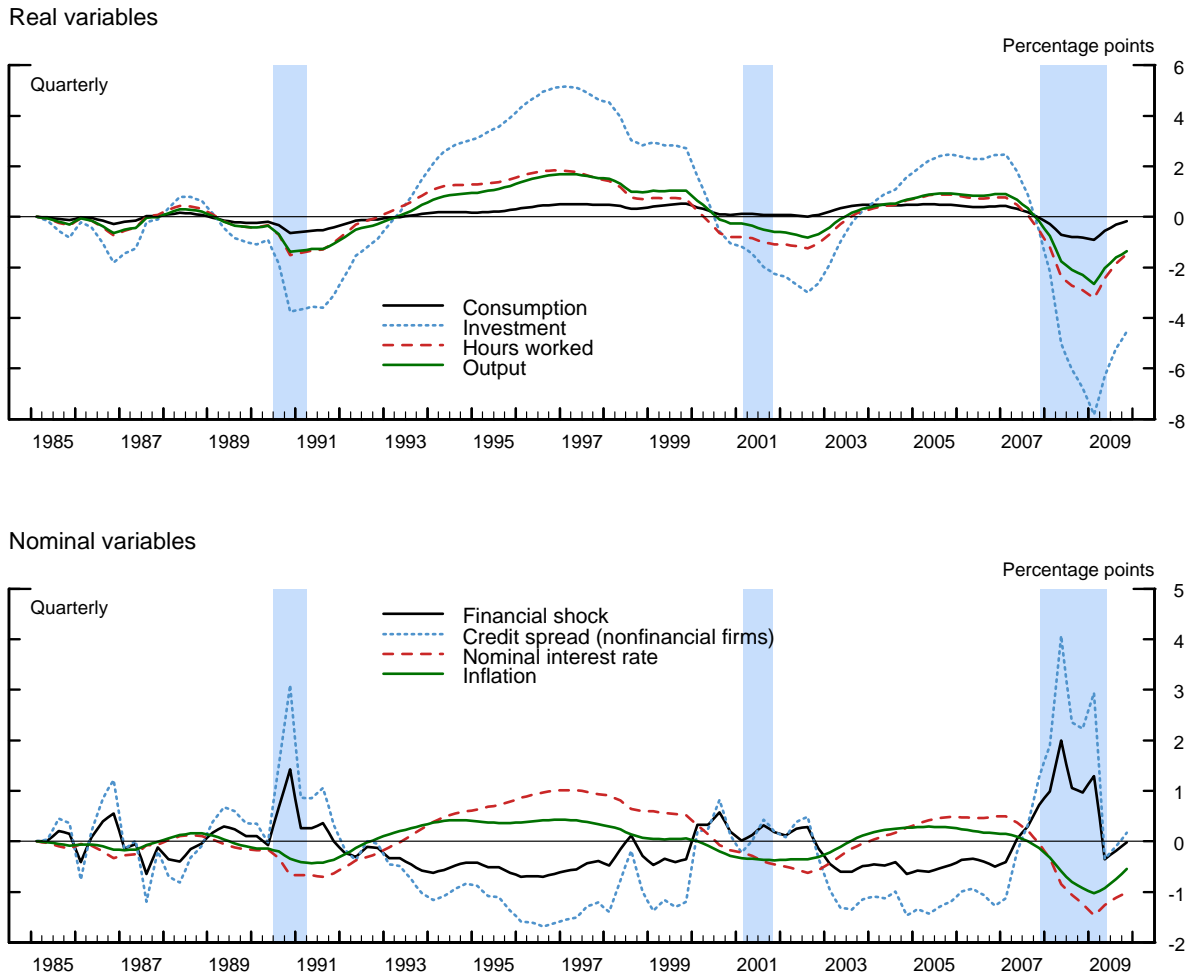 Real variables
Percentage points
Quarterly
6
4
2
0
-2
-4
-6
-8
Consumption
Investment
Hours worked
Output
1985 1987 1989 1991 1993 1995 1997 1999 2001 2003 2005 2007 2009
Nominal variables
Percentage points
Quarterly
5
4
3
2
1
0
-1
-2
Financial shock
Credit spread (nonfinancial firms)
Nominal interest rate
Inflation
1985 1987 1989 1991 1993 1995 1997 1999 2001 2003 2005 2007 2009